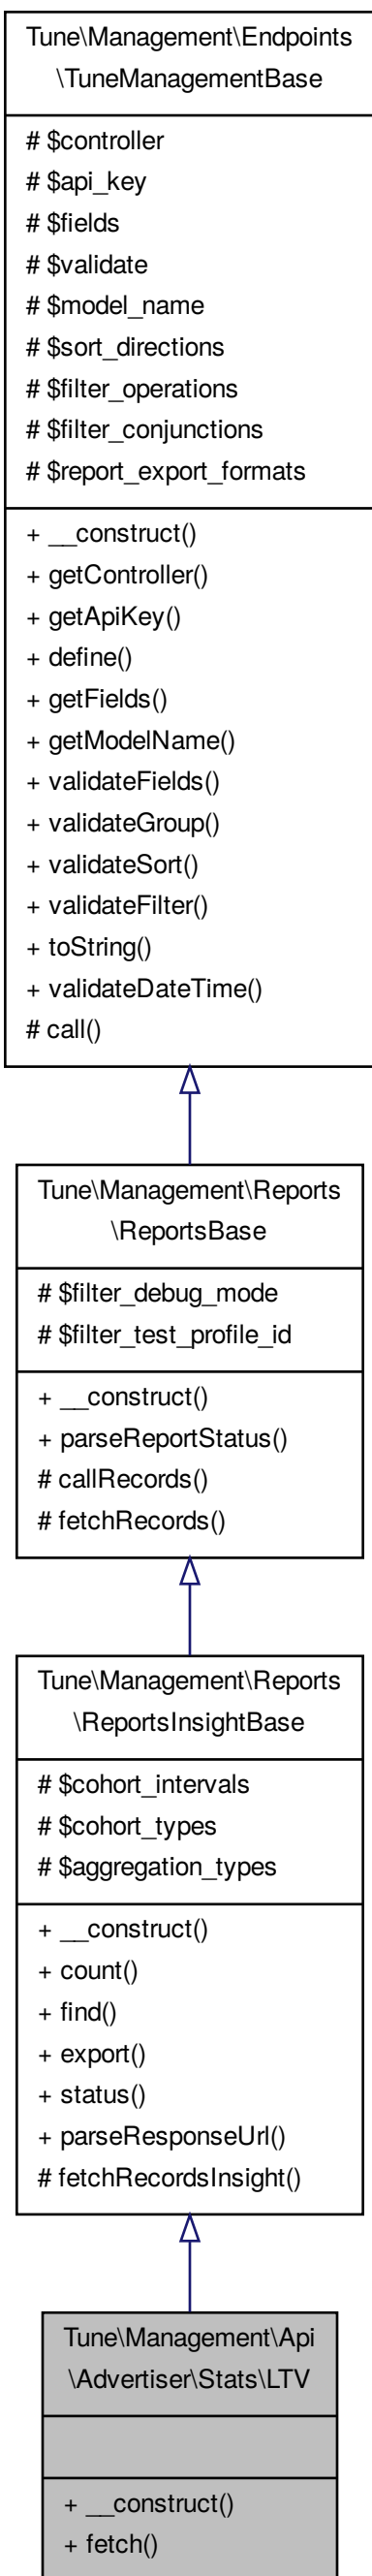 Tune\Management\Endpoints
\TuneManagementBase
# $controller
# $api_key
# $fields
# $validate
# $model_name
# $sort_directions
# $filter_operations
# $filter_conjunctions
# $report_export_formats
+ __construct()
+ getController()
+ getApiKey()
+ define()
+ getFields()
+ getModelName()
+ validateFields()
+ validateGroup()
+ validateSort()
+ validateFilter()
+ toString()
+ validateDateTime()
# call()
Tune\Management\Reports
\ReportsBase
# $filter_debug_mode
# $filter_test_profile_id
+ __construct()
+ parseReportStatus()
# callRecords()
# fetchRecords()
Tune\Management\Reports
\ReportsInsightBase
# $cohort_intervals
# $cohort_types
# $aggregation_types
+ __construct()
+ count()
+ find()
+ export()
+ status()
+ parseResponseUrl()
# fetchRecordsInsight()
Tune\Management\Api
\Advertiser\Stats\LTV
+ __construct()
+ fetch()